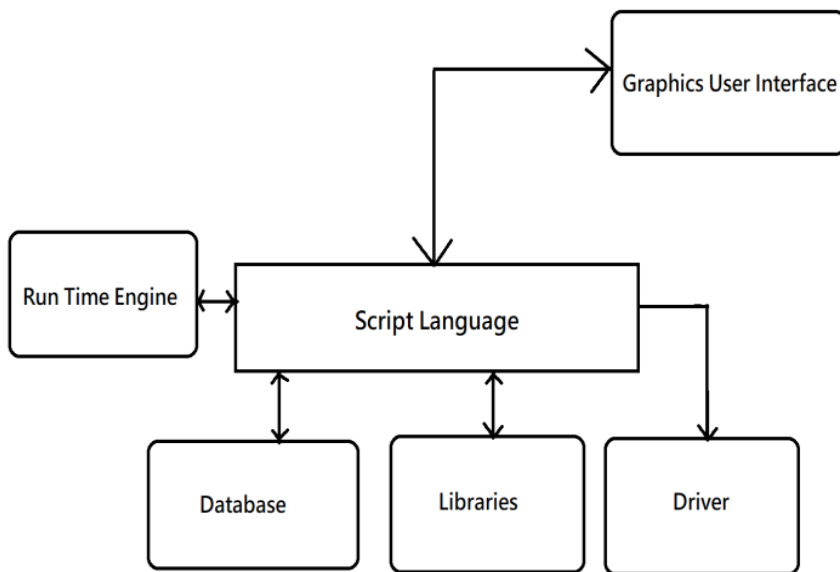 Graphics User Interface
Run Time Engine
Script Language
Database
Libraries
Driver